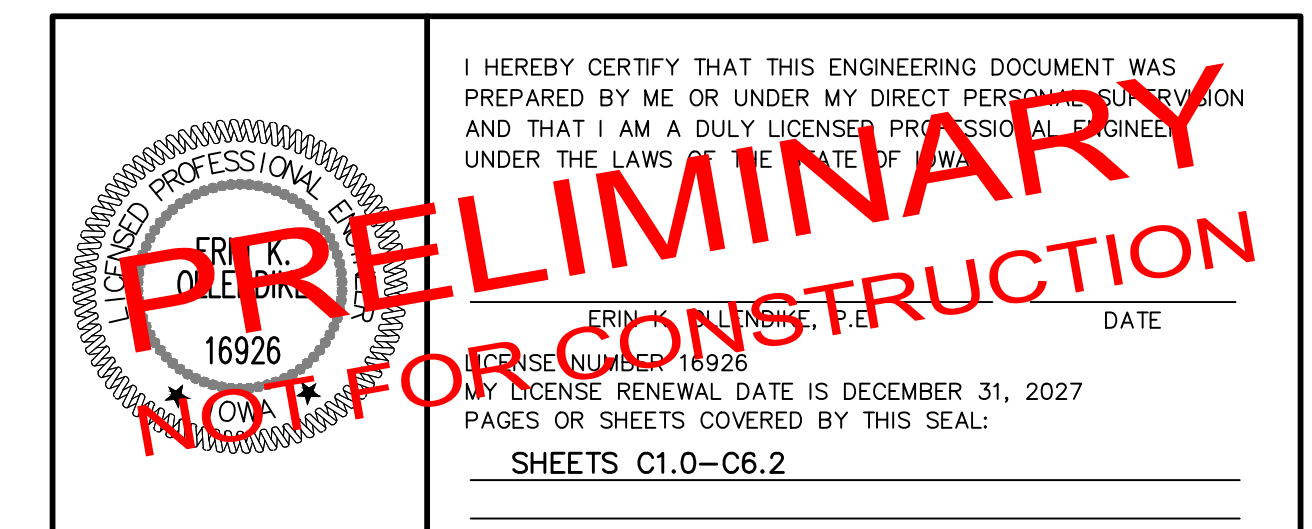 LICENSED PROFESSIONAL ENGINEER
ERIN K.
OLLENDIKE
16926
IOWA
I HEREBY CERTIFY THAT THIS ENGINEERING DOCUMENT WAS
PREPARED BY ME OR UNDER MY DIRECT PERSONAL SUPERVISION
AND THAT I AM A DULY LICENSED PROFESSIONAL ENGINEER
UNDER THE LAWS OF THE STATE OF IOWA
ERIN K. OLLENDIKE, P.E.
DATE
LICENSE NUMBER 16926
MY LICENSE RENEWAL DATE IS DECEMBER 31, 2027
PAGES OR SHEETS COVERED BY THIS SEAL:
SHEETS C1.0-C6.2
PRELIMINARY
NOT FOR CONSTRUCTION